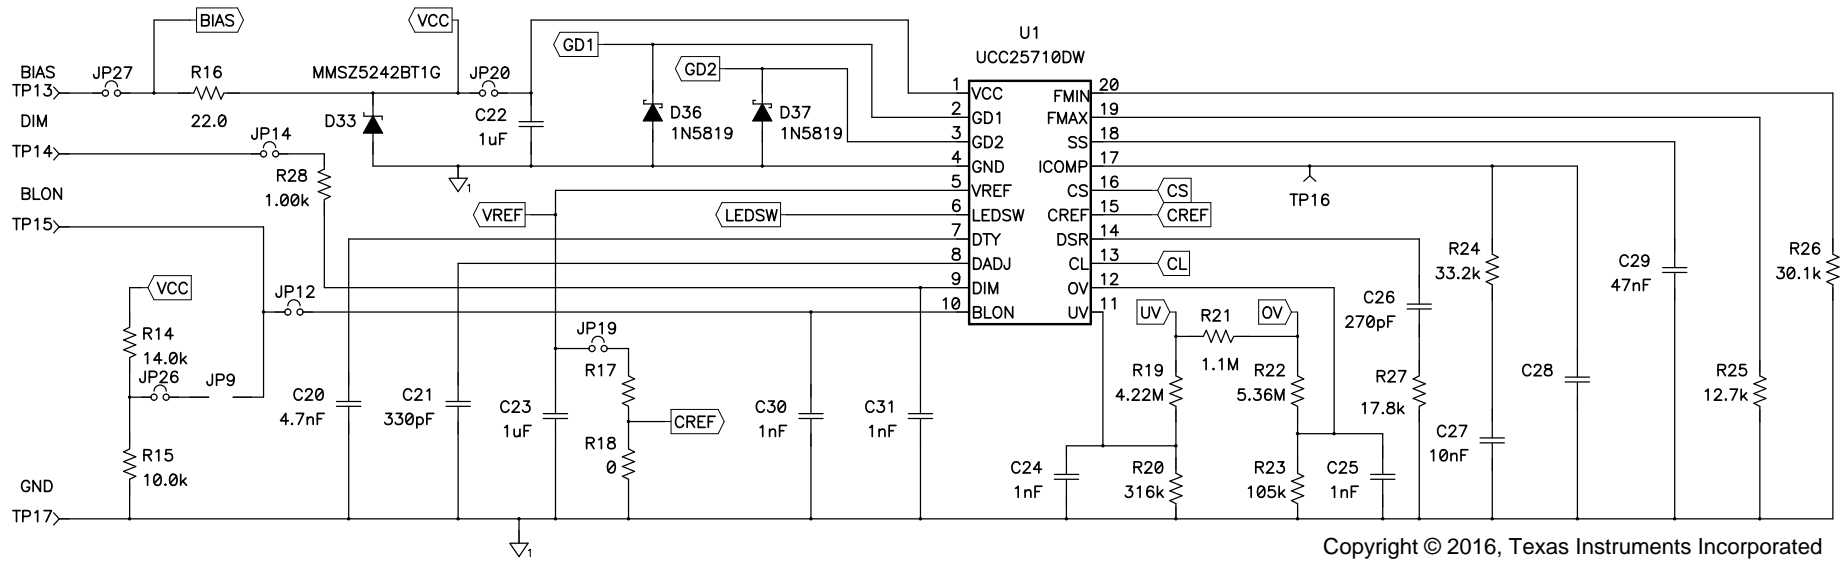 BIAS
VCC
U1
UCC25710DW
GD1
GD2
BIAS
TP13
JP27
R16
22.0
MMSZ5242BT1G
D33
JP20
C22
1uF
D36
1N5819
D37
1N5819
DIM
TP14
JP14
R28
1.00k
BLON
TP15
1
VREF
LEDSW
1 VCC
2 GD1
3 GD2
4 GND
5 VREF
6 LEDSW
7 DTY
8 DADJ
9 DIM
10 BLON
FMIN 20
FMAX 19
SS 18
ICOMP 17
CS 16
CREF 15
DSR 14
CL 13
OV 12
UV 11
CS
CREF
CL
TP16
VCC
R14
14.0k
JP26
JP9
JP12
R15
10.0k
C20
4.7nF
C21
330pF
C23
1uF
JP19
R17
CREF
R18
0
C30
1nF
C31
1nF
UV
R21
1.1M
OV
R19
4.22M
R22
5.36M
C24
1nF
R20
316k
R23
105k
C25
1nF
C26
270pF
R27
17.8k
R24
33.2k
C27
10nF
C28
C29
47nF
R25
12.7k
R26
30.1k
GND
TP17
1
Copyright © 2016, Texas Instruments Incorporated